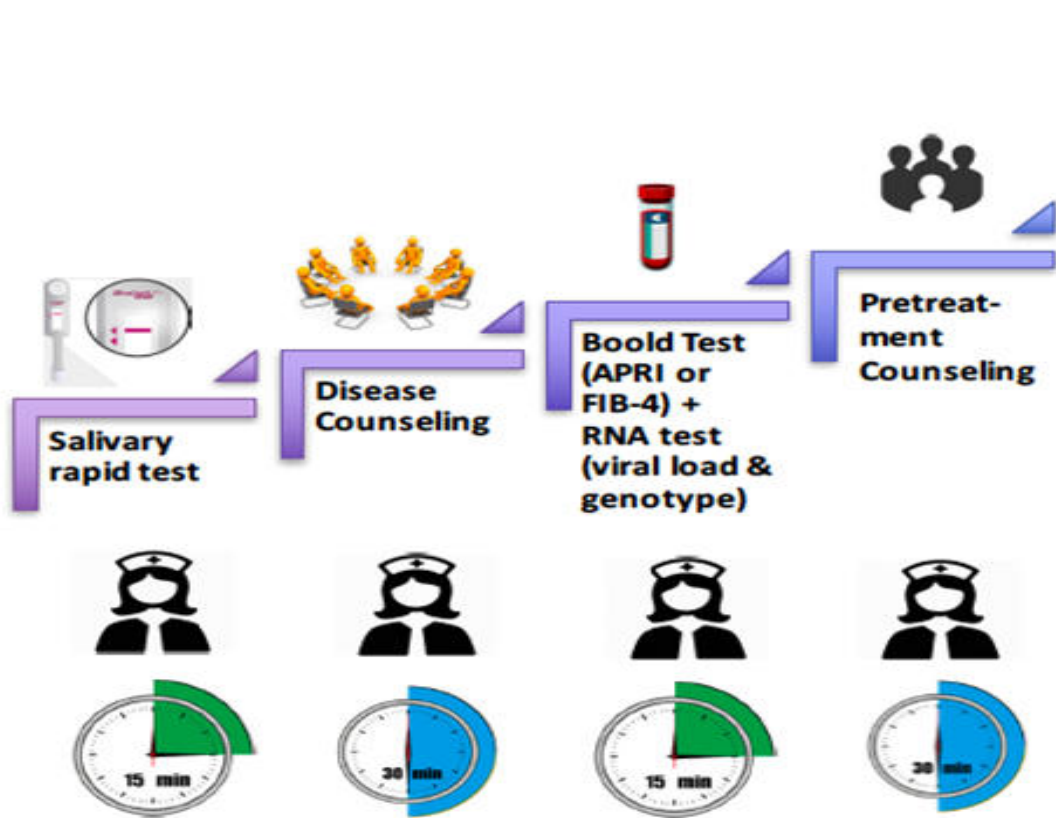 Salivary
rapid test
Disease
Counseling
Boold Test
(APRI or
FIB-4) +
RNA test
(viral load &
genotype)
Pretreat-
ment
Counseling
15 min
30 min
15 min
30 min